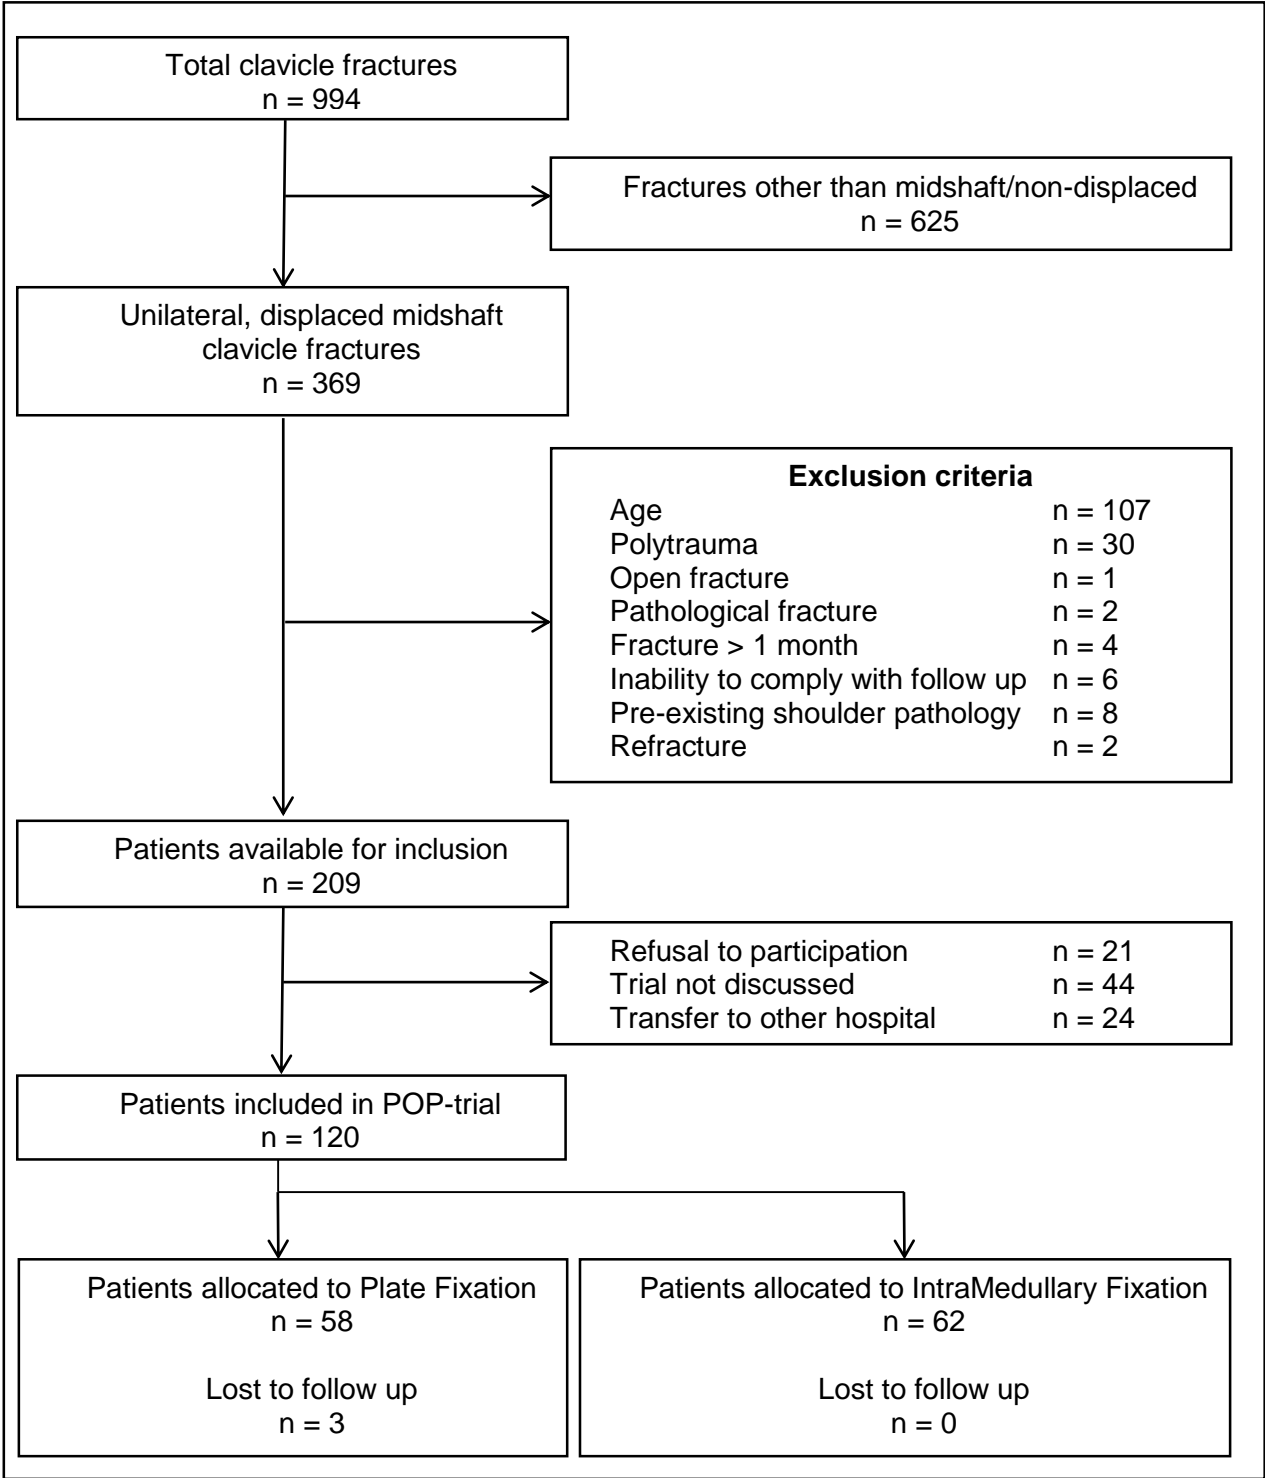 Total clavicle fractures
n = 994
Fractures other than midshaft/non-displaced
n = 625
Unilateral, displaced midshaft
clavicle fractures
n = 369
Exclusion criteria
Age n = 107
Polytrauma n = 30
Open fracture n = 1
Pathological fracture n = 2
Fracture > 1 month n = 4
Inability to comply with follow up n = 6
Pre-existing shoulder pathology n = 8
Refracture n = 2
Patients available for inclusion
n = 209
Refusal to participation n = 21
Trial not discussed n = 44
Transfer to other hospital n = 24
Patients included in POP-trial
n = 120
Patients allocated to Plate Fixation
n = 58
Lost to follow up
n = 3
Patients allocated to IntraMedullary Fixation
n = 62
Lost to follow up
n = 0